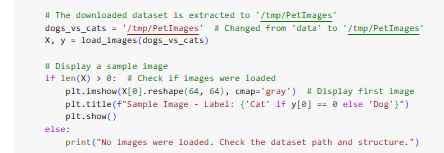 # The downloaded dataset is extracted to '/tmp/PetImages'
dogs_vs_cats = '/tmp/PetImages'  # Changed from 'data' to '/tmp/PetImages'
X, y = load_images(dogs_vs_cats)

# Display a sample image
if len(X) > 0:  # Check if images were loaded
    plt.imshow(X[0].reshape(64, 64), cmap='gray')  # Display first image
    plt.title(f"Sample Image - Label: {'Cat' if y[0] == 0 else 'Dog'}")
    plt.show()
else:
    print("No images were loaded. Check the dataset path and structure.")